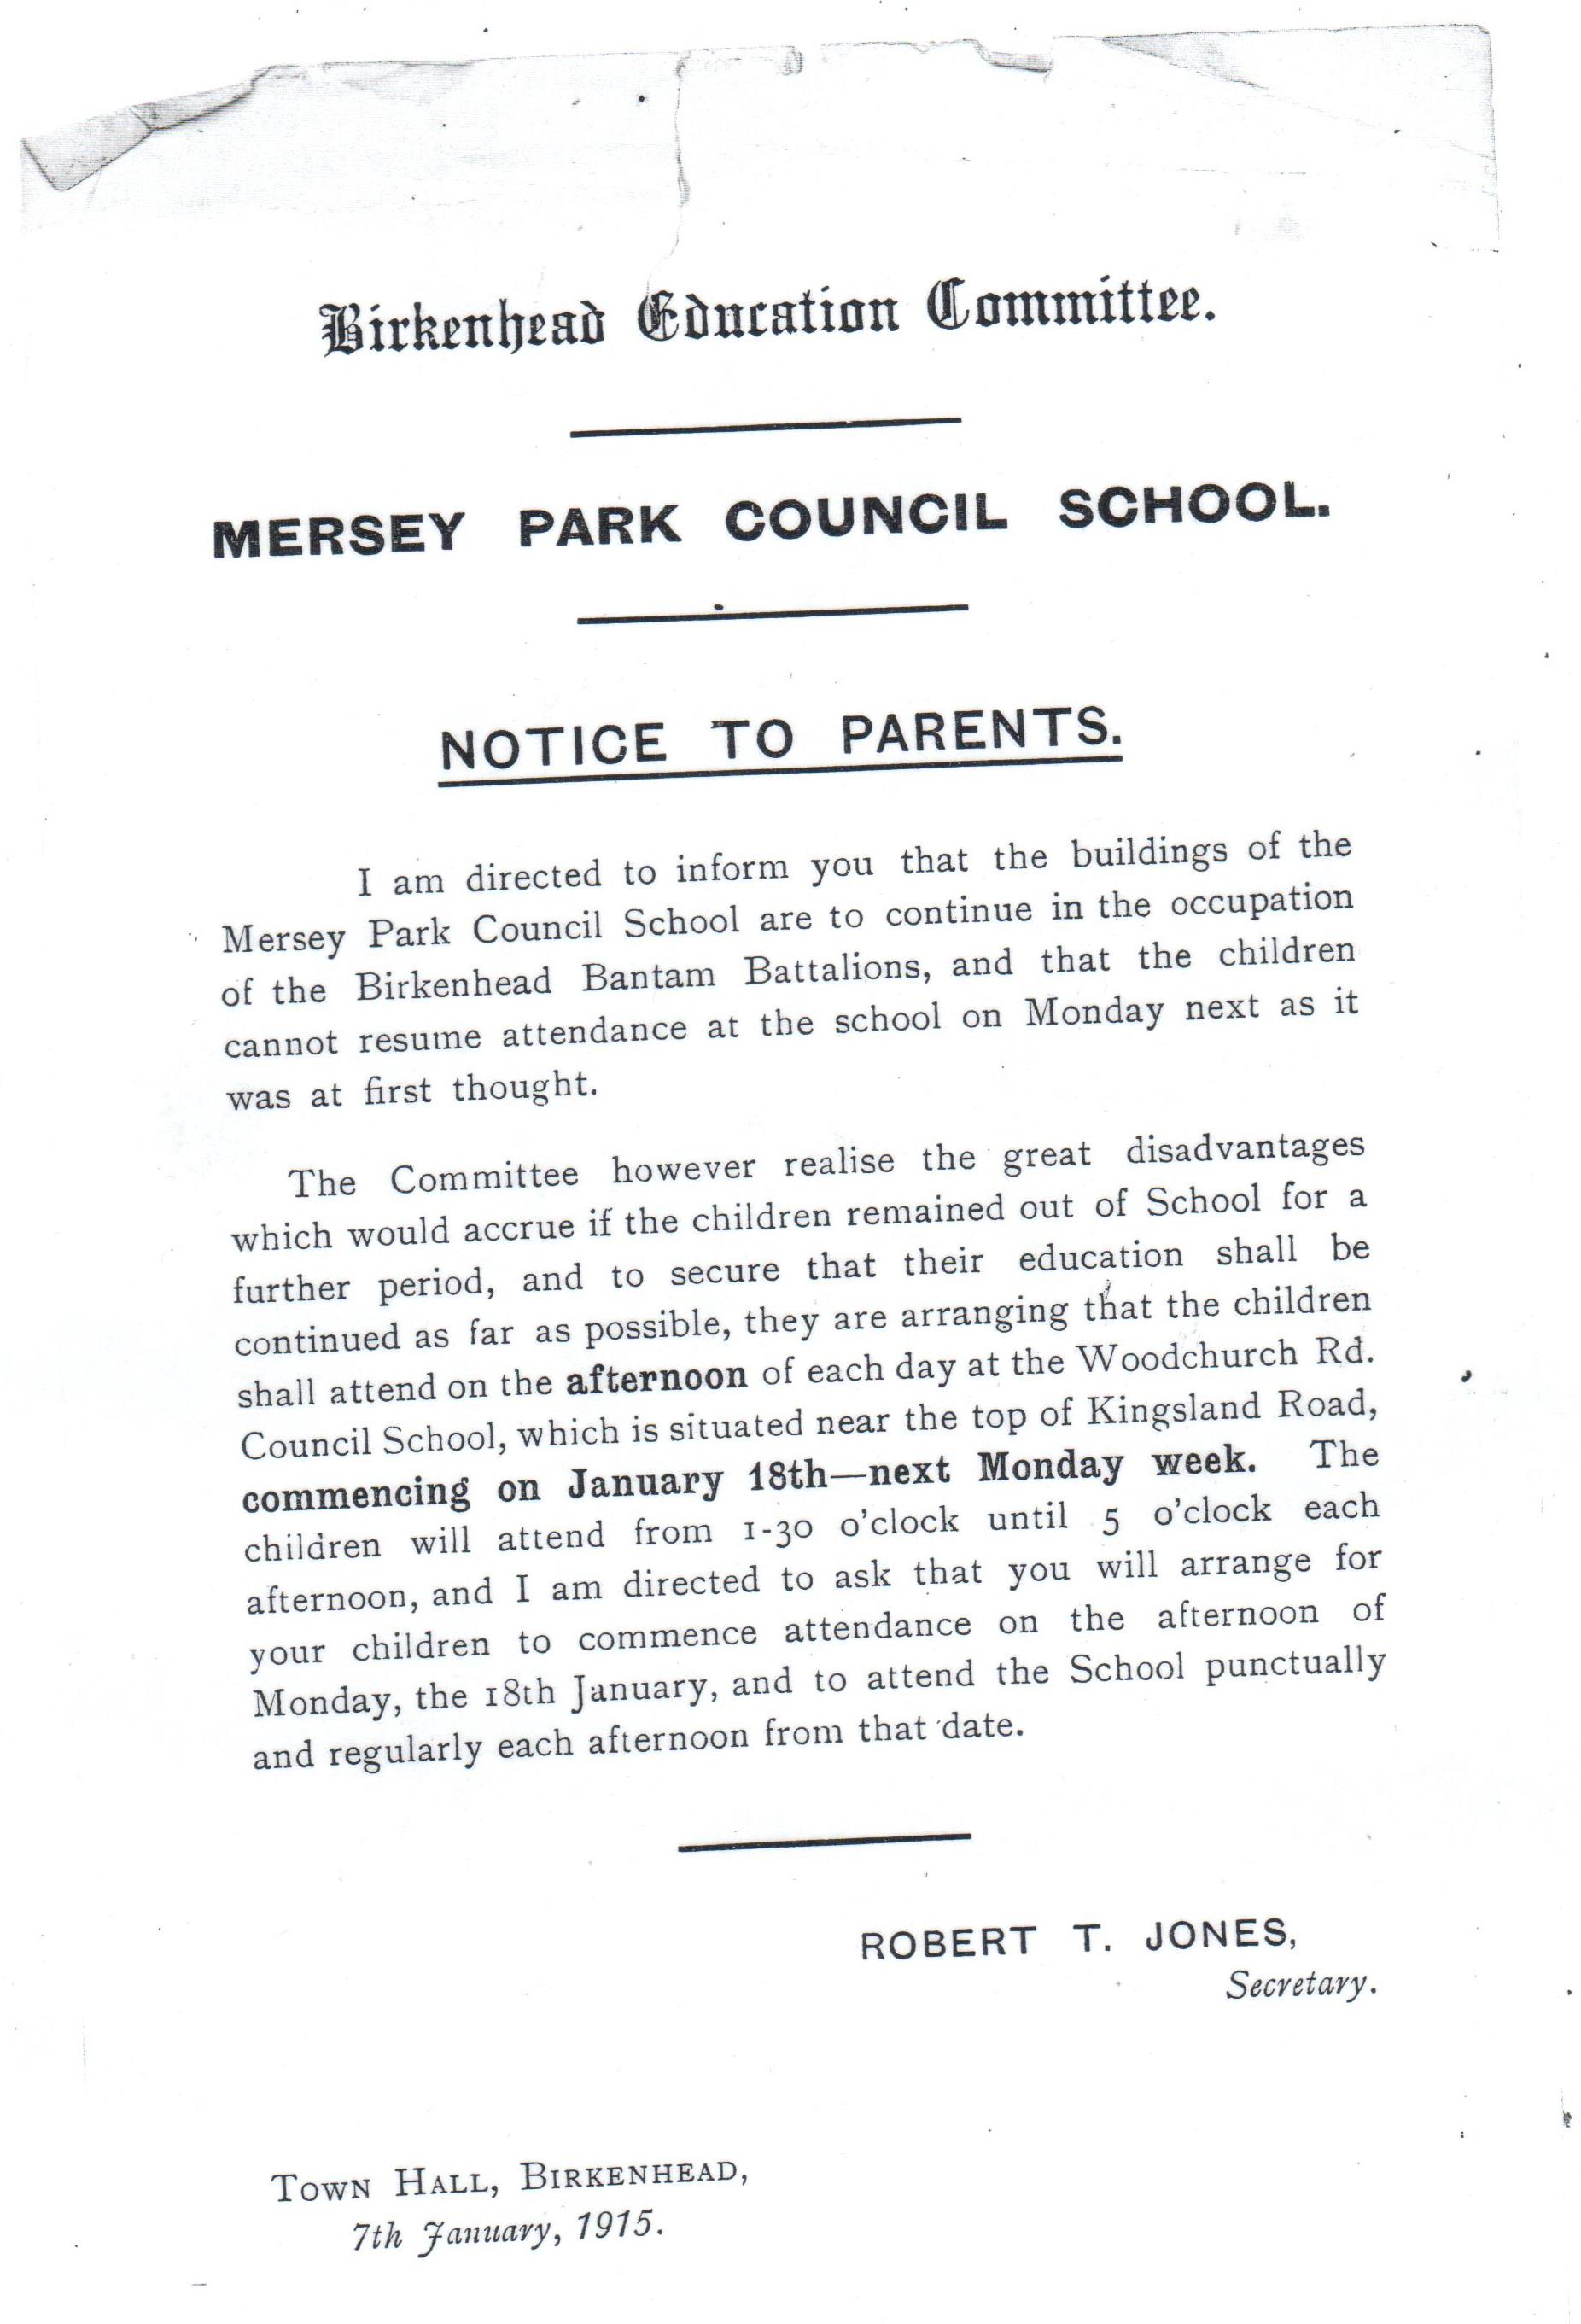 Birkenhead Education Committee.
MERSEY PARK COUNCIL SCHOOL.
NOTICE TO PARENTS.
I am directed to inform you that the buildings of the
Mersey Park Council School are to continue in the occupation
of the Birkenhead Bantam Battalions, and that the children
cannot resume attendance at the school on Monday next as it
was at first thought.
The Committee however realise the great disadvantages
which would accrue if the children remained out of School for a
further period, and to secure that their education shall be
continued as far as possible, they are arranging that the children
shall attend on the afternoon of each day at the Woodchurch Rd.
Council School, which is situated near the top of Kingsland Road,
commencing on January 18th—next Monday week. The
children will attend from 1-30 o'clock until 5 o'clock each
afternoon, and I am directed to ask that you will arrange for
your children to commence attendance on the afternoon of
Monday, the 18th January, and to attend the School punctually
and regularly each afternoon from that date.
ROBERT T. JONES,
Secretary.
TOWN HALL, BIRKENHEAD,
7th January, 1915.